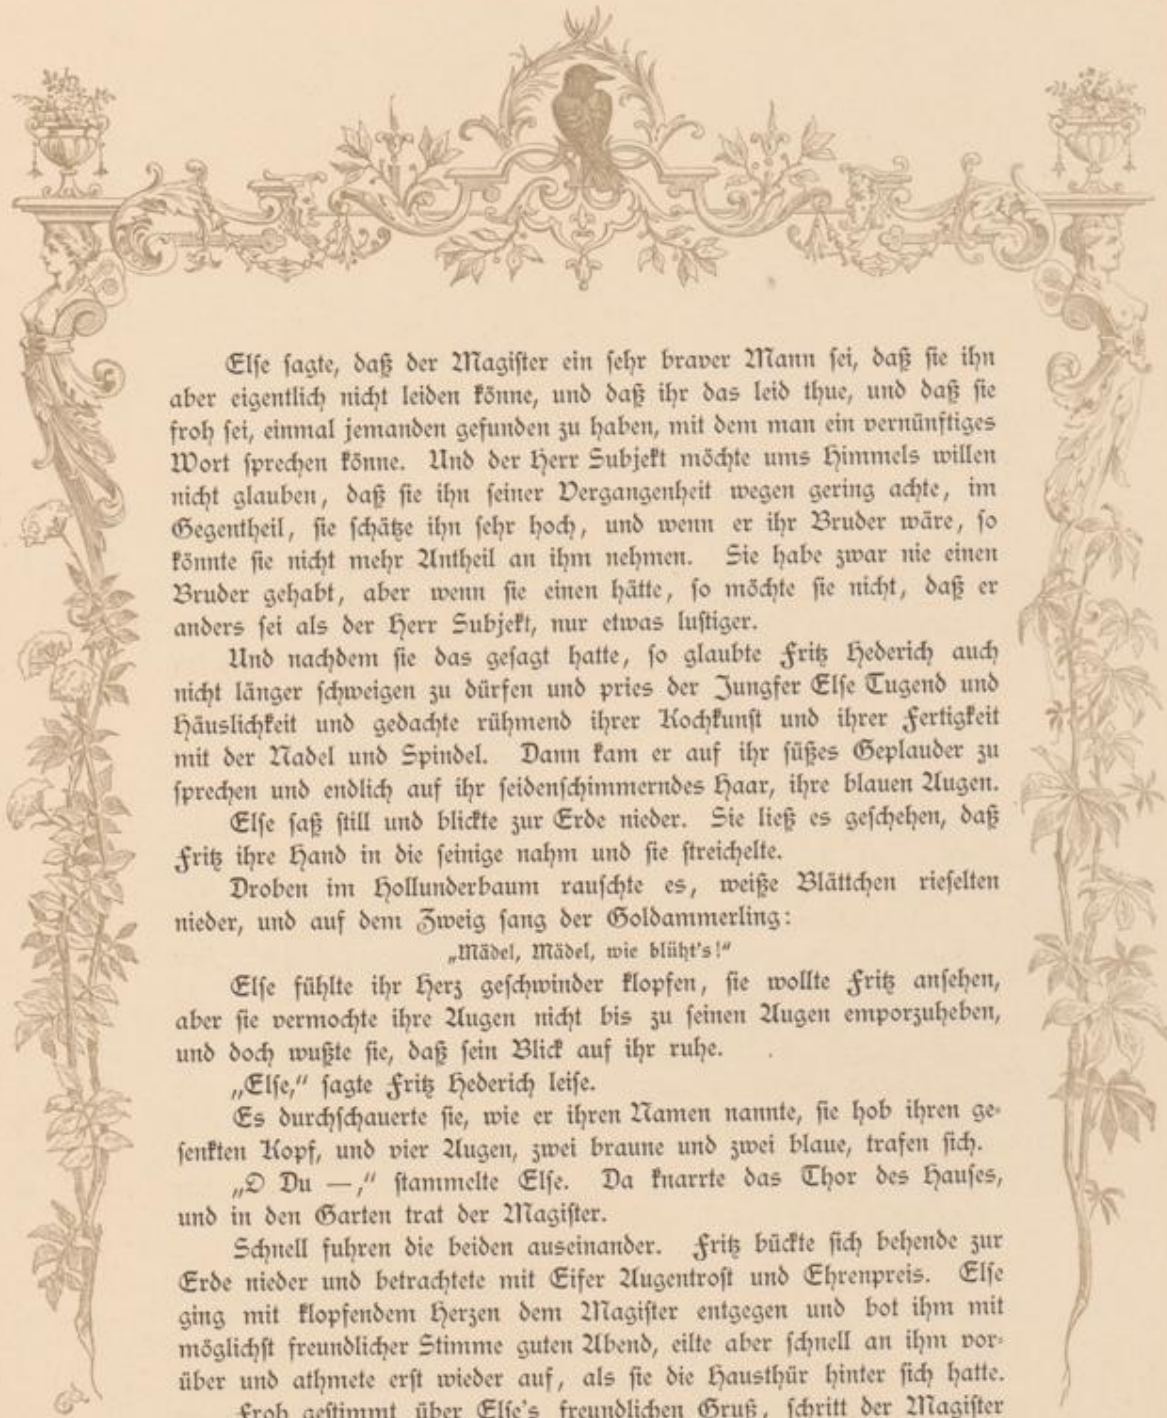 Else sagte, daß der Magister ein sehr braver Mann sei, daß sie ihn
aber eigentlich nicht leiden könne, und daß ihr das leid thue, und daß sie
froh sei, einmal jemanden gefunden zu haben, mit dem man ein vernünftiges
Wort sprechen könne. Und der Herr Subjekt möchte ums Himmels willen
nicht glauben, daß sie ihn seiner Vergangenheit wegen gering achte, im
Gegentheil, sie schätze ihn sehr hoch, und wenn er ihr Bruder wäre, so
könnte sie nicht mehr Antheil an ihm nehmen. Sie habe zwar nie einen
Bruder gehabt, aber wenn sie einen hätte, so möchte sie nicht, daß er
anders sei als der Herr Subjekt, nur etwas lustiger.
Und nachdem sie das gesagt hatte, so glaubte Fritz Hederich auch
nicht länger schweigen zu dürfen und pries der Jungfer Else Tugend und
Häuslichkeit und gedachte rühmend ihrer Kochkunst und ihrer Fertigkeit
mit der Nadel und Spindel. Dann kam er auf ihr süßes Geplauder zu
sprechen und endlich auf ihr seidenschimmerndes Haar, ihre blauen Augen.
Else saß still und blickte zur Erde nieder. Sie ließ es geschehen, daß
Fritz ihre Hand in die seinige nahm und sie streichelte.
Droben im Hollunderbaum rauschte es, weiße Blättchen rieselten
nieder, und auf dem Zweig sang der Goldammerling:
„Mädel, Mädel, wie blüht's!“
Else fühlte ihr Herz geschwinder klopfen, sie wollte Fritz ansehen,
aber sie vermochte ihre Augen nicht bis zu seinen Augen emporzuheben,
und doch wußte sie, daß sein Blick auf ihr ruhe.
„Else,“ sagte Fritz Hederich leise.
Es durchschauerte sie, wie er ihren Namen nannte, sie hob ihren ge-
senkten Kopf, und vier Augen, zwei braune und zwei blaue, trafen sich.
„O Du —,“ stammelte Else. Da knarrte das Thor des Hauses,
und in den Garten trat der Magister.
Schnell fuhren die beiden auseinander. Fritz bückte sich behende zur
Erde nieder und betrachtete mit Eifer Augentrost und Ehrenpreis. Else
ging mit klopfendem Herzen dem Magister entgegen und bot ihm mit
möglichst freundlicher Stimme guten Abend, eilte aber schnell an ihm vor-
über und athmete erst wieder auf, als sie die Hausthür hinter sich hatte.
Froh gestimmt über Else's freundlichen Gruß, schritt der Magister